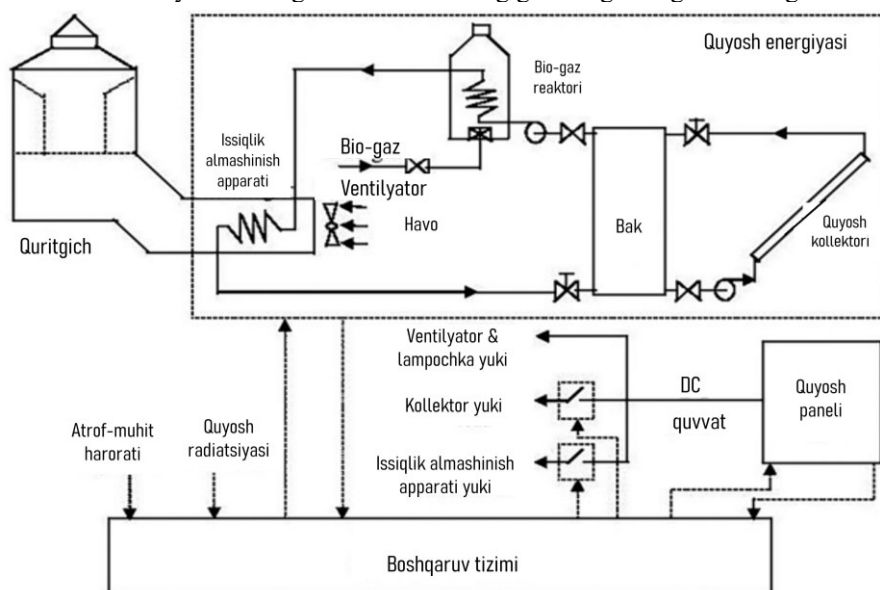 Quyosh energiyasi
Bio-gaz
reaktori
Issiqlik
almashinish
apparati
Bio-gaz
Ventilyator
Havo
Bak
Quyosh
kollektori
Quritgich
Ventilyator &
lampochka yuki
DC
quvvat
Quyosh
paneli
Kollektor yuki
Atrof-muhit
harorati
Quyosh
radiatsiyasi
Issiqlik almashinish
apparati yuki
Boshqaruv tizimi